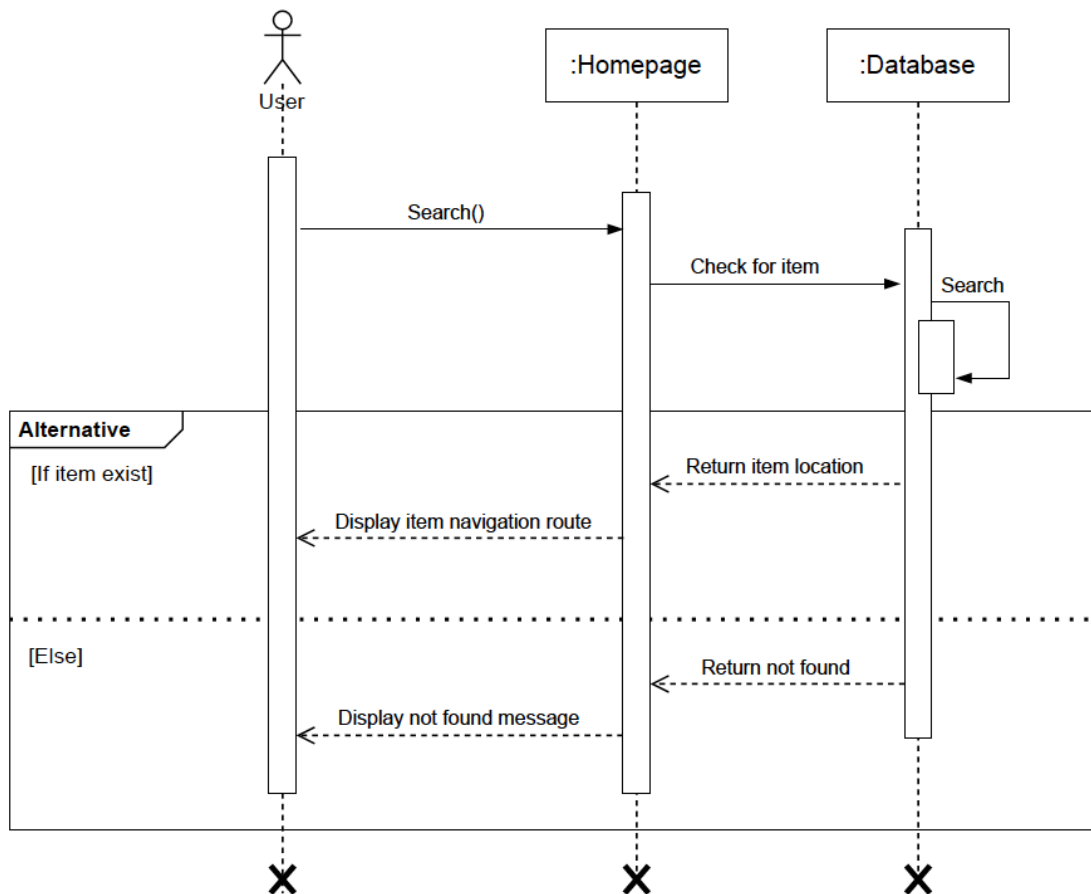 User
:Homepage
:Database
Search()
Check for item
Search
Alternative
[If item exist]
Return item location
Display item navigation route
[Else]
Return not found
Display not found message